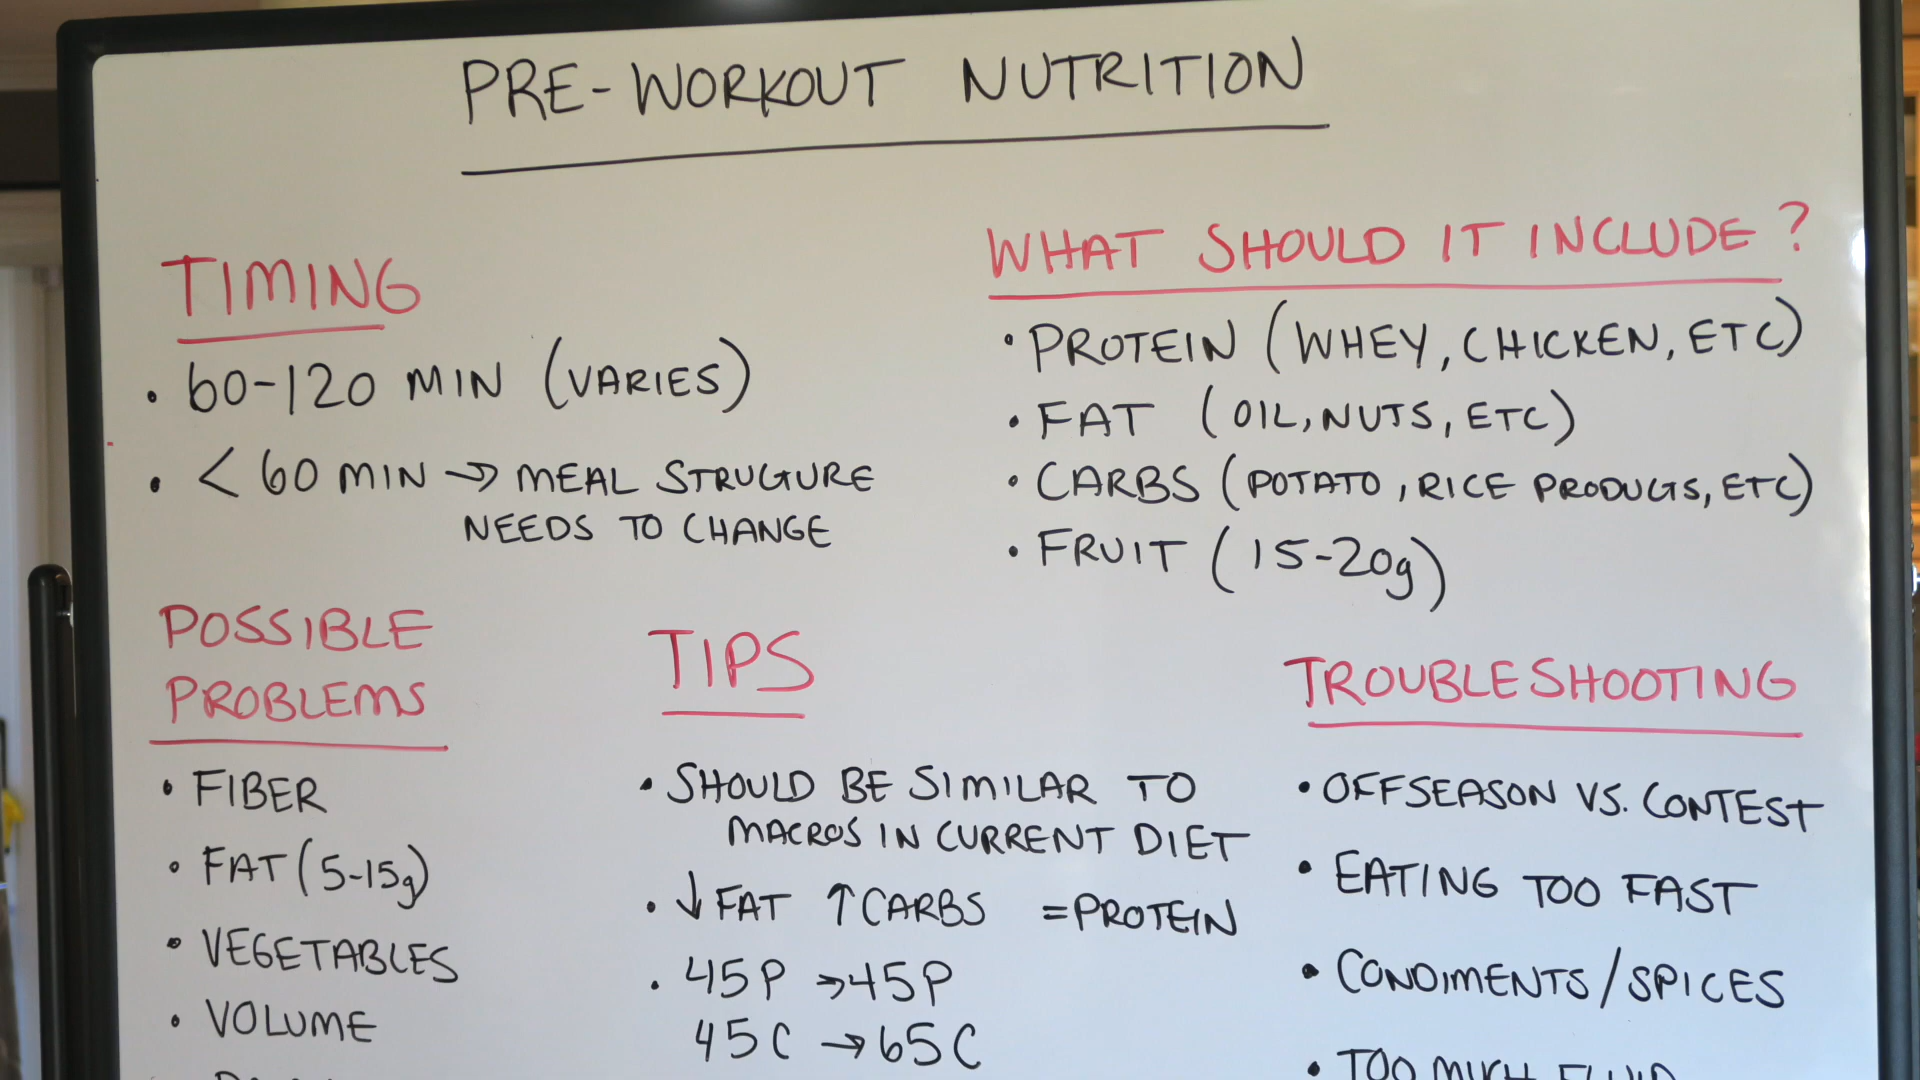 PRE-WORKOUT NUTRITION
TIMING
• 60-120 MIN (VARIES)
• < 60 MIN → MEAL STRUCTURE
NEEDS TO CHANGE
WHAT SHOULD IT INCLUDE?
• PROTEIN (WHEY, CHICKEN, ETC)
• FAT (OIL, NUTS, ETC)
• CARBS (POTATO, RICE PRODUCTS, ETC)
• FRUIT (15-20g)
POSSIBLE
PROBLEMS
• FIBER
• FAT (5-15g)
• VEGETABLES
• VOLUME
TIPS
• SHOULD BE SIMILAR TO
MACROS IN CURRENT DIET
• ↓ FAT ↑ CARBS = PROTEIN
• 45P → 45P
45C → 65C
TROUBLESHOOTING
• OFFSEASON VS. CONTEST
• EATING TOO FAST
• CONDIMENTS/SPICES
• TOO MUCH FLUID